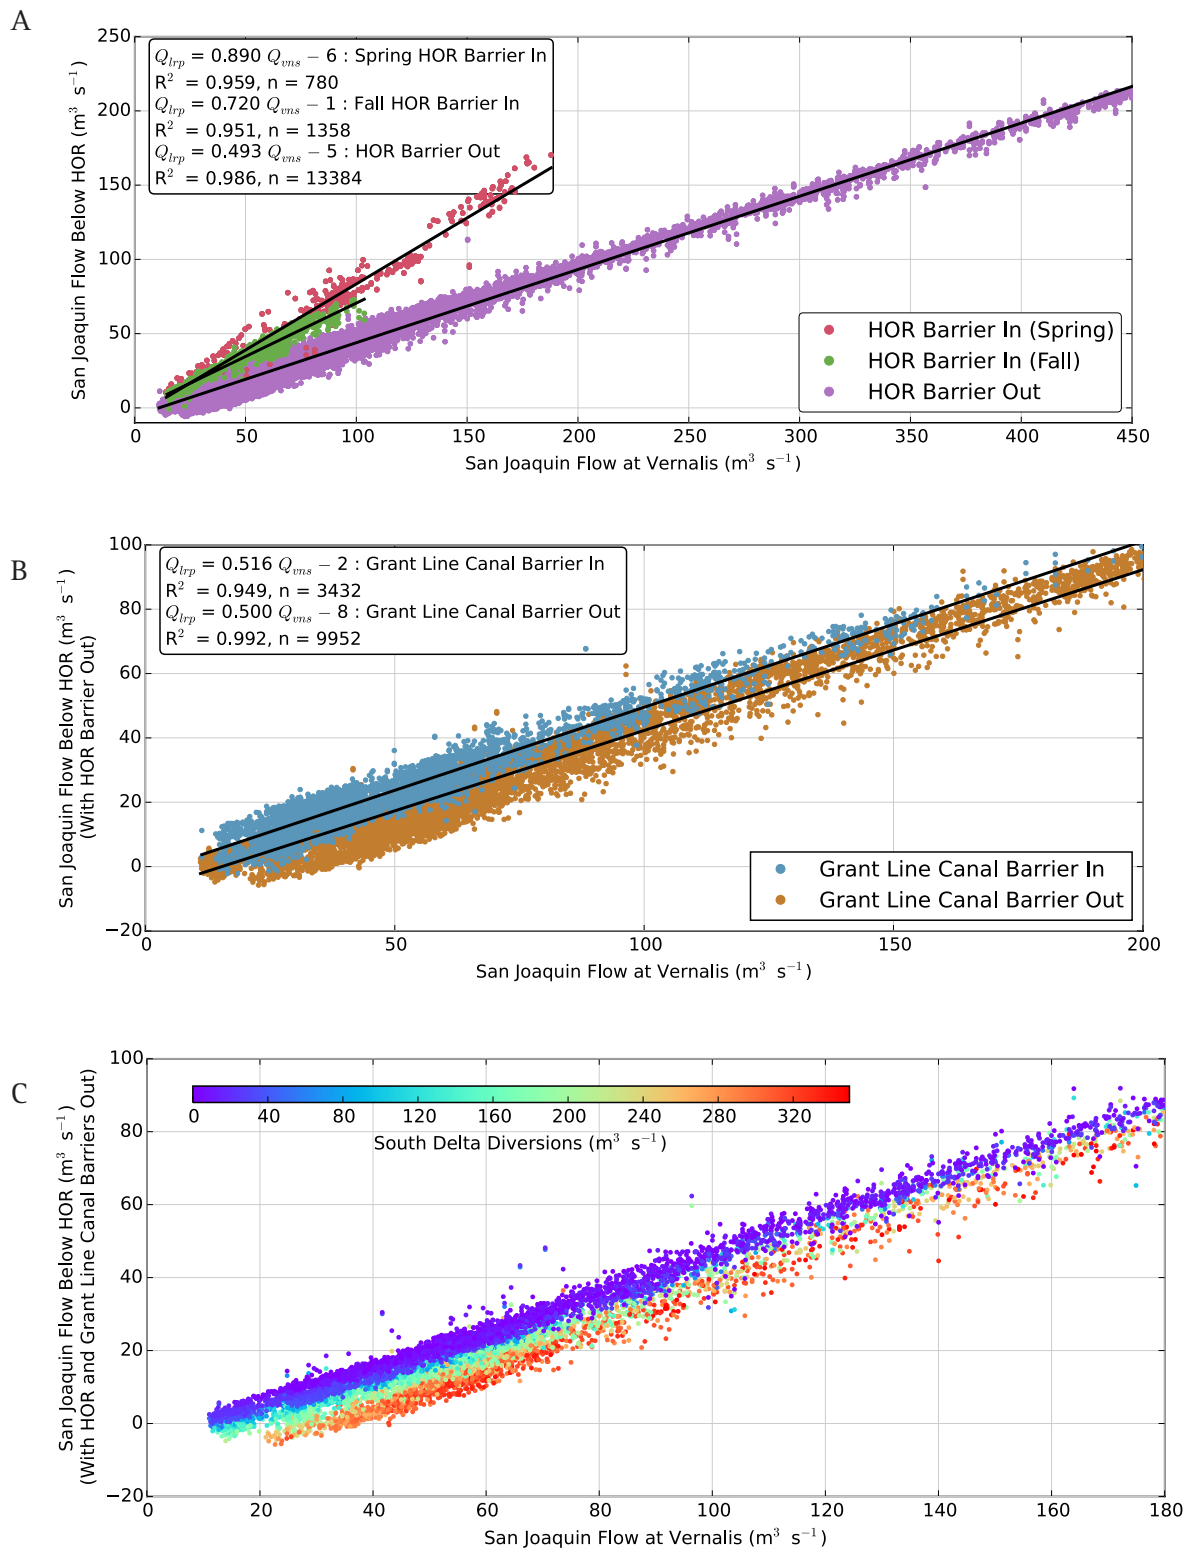 A
Q_lrp = 0.890 Q_vns − 6 : Spring HOR Barrier In
R² = 0.959, n = 780
Q_lrp = 0.720 Q_vns − 1 : Fall HOR Barrier In
R² = 0.951, n = 1358
Q_lrp = 0.493 Q_vns − 5 : HOR Barrier Out
R² = 0.986, n = 13384
250
200
150
100
50
0
San Joaquin Flow Below HOR (m³ s⁻¹)
HOR Barrier In (Spring)
HOR Barrier In (Fall)
HOR Barrier Out
0 50 100 150 200 250 300 350 400 450
San Joaquin Flow at Vernalis (m³ s⁻¹)
B
Q_lrp = 0.516 Q_vns − 2 : Grant Line Canal Barrier In
R² = 0.949, n = 3432
Q_lrp = 0.500 Q_vns − 8 : Grant Line Canal Barrier Out
R² = 0.992, n = 9952
100
80
60
40
20
0
−20
San Joaquin Flow Below HOR (m³ s⁻¹)
(With HOR Barrier Out)
Grant Line Canal Barrier In
Grant Line Canal Barrier Out
0 50 100 150 200
San Joaquin Flow at Vernalis (m³ s⁻¹)
C
100
80
60
40
20
0
−20
San Joaquin Flow Below HOR (m³ s⁻¹)
(With HOR and Grant Line Canal Barriers Out)
0 40 80 120 160 200 240 280 320
South Delta Diversions (m³ s⁻¹)
0 20 40 60 80 100 120 140 160 180
San Joaquin Flow at Vernalis (m³ s⁻¹)